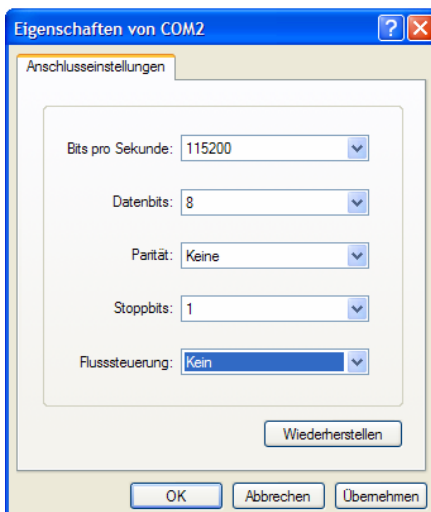 Eigenschaften von COM2
Anschlusseinstellungen
Bits pro Sekunde: 115200
Datenbits: 8
Parität: Keine
Stoppbits: 1
Flusssteuerung: Kein
Wiederherstellen
OK Abbrechen Übernehmen